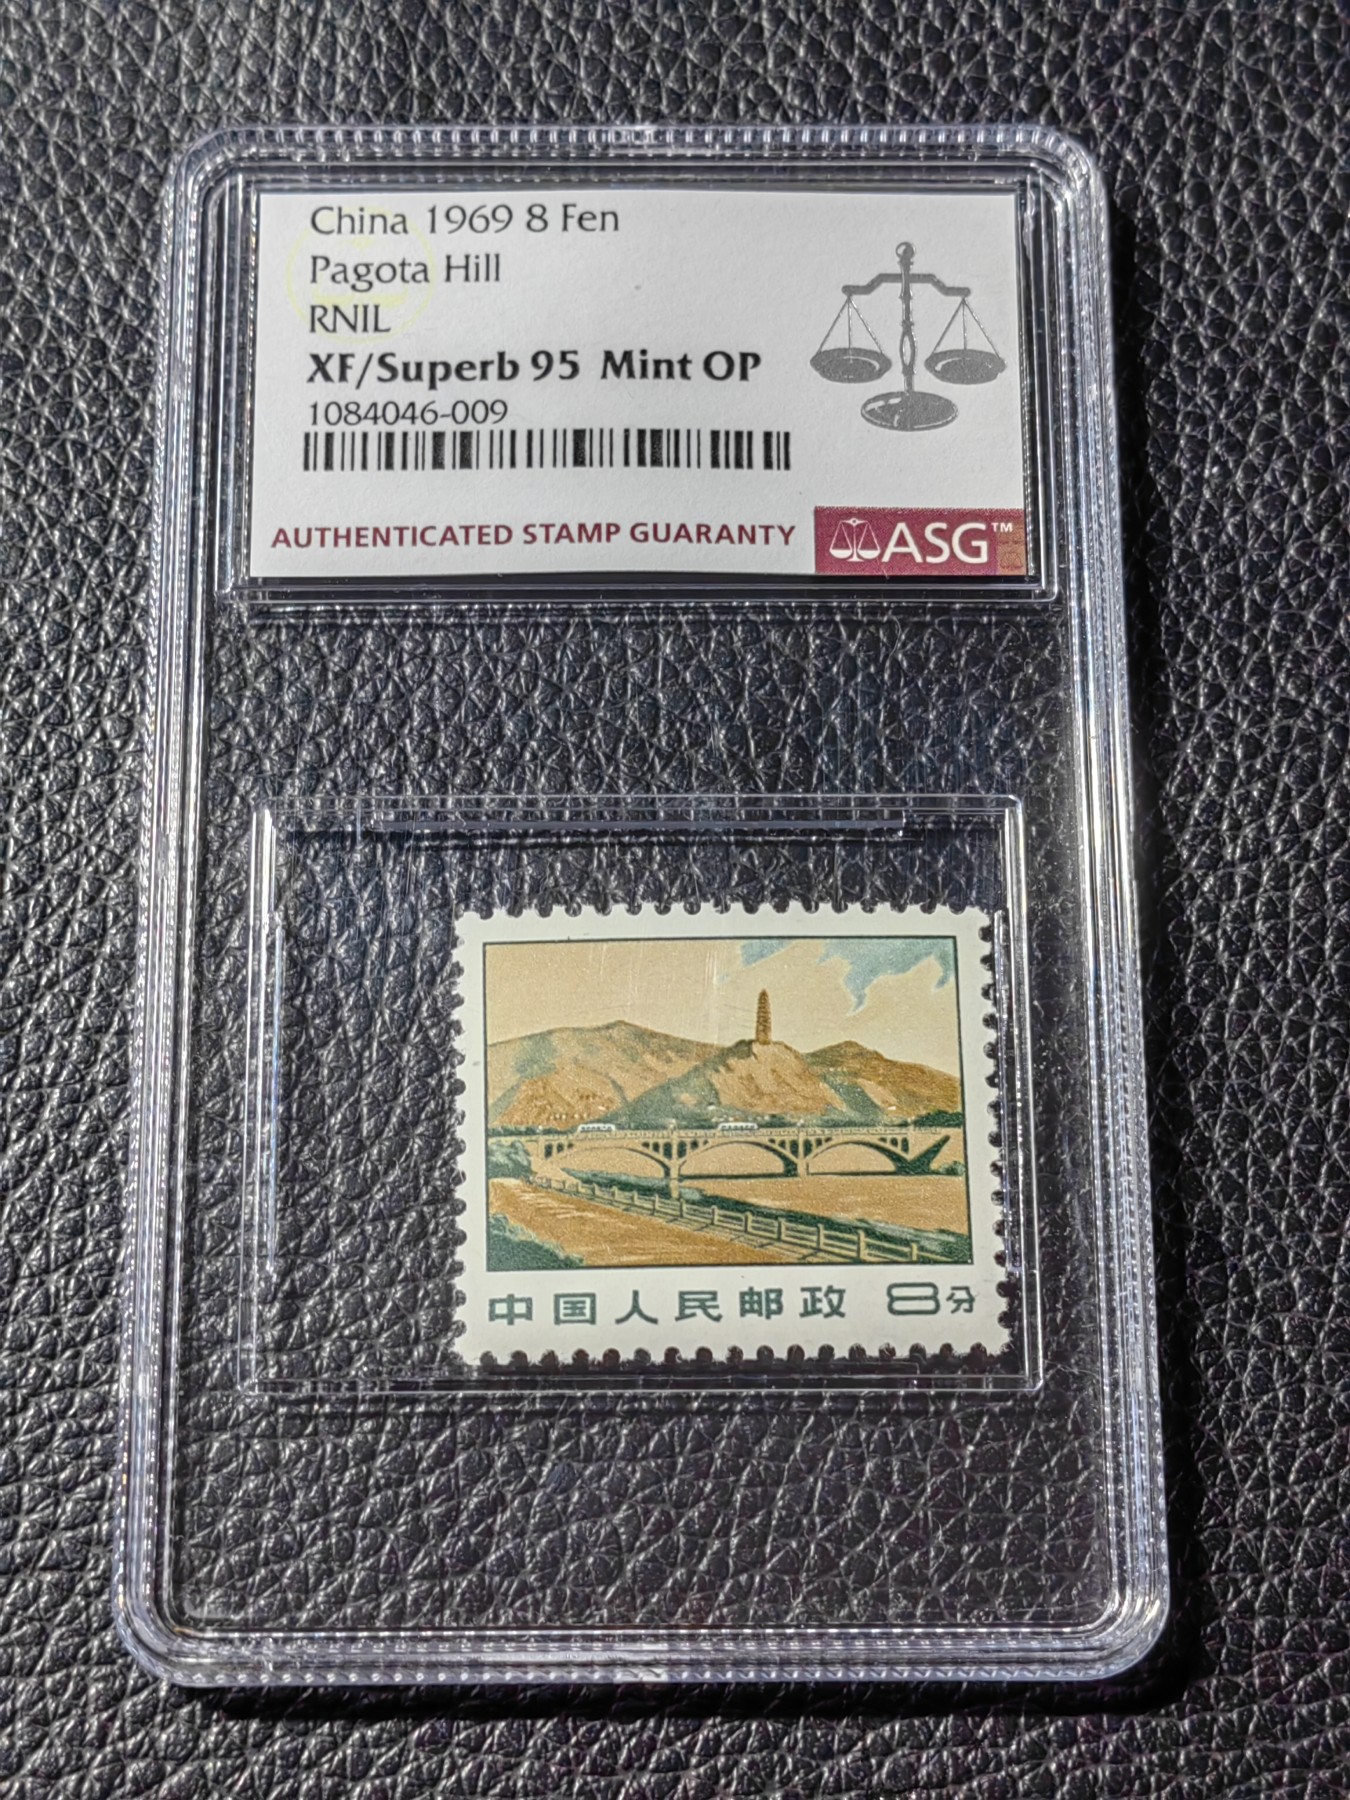 China 1969 8 Fen
Pagota Hill
RNIL
XF/Superb 95 Mint OP
1084046-009
AUTHENTICATED STAMP GUARANTY
ASG™
中国人民邮政 8分